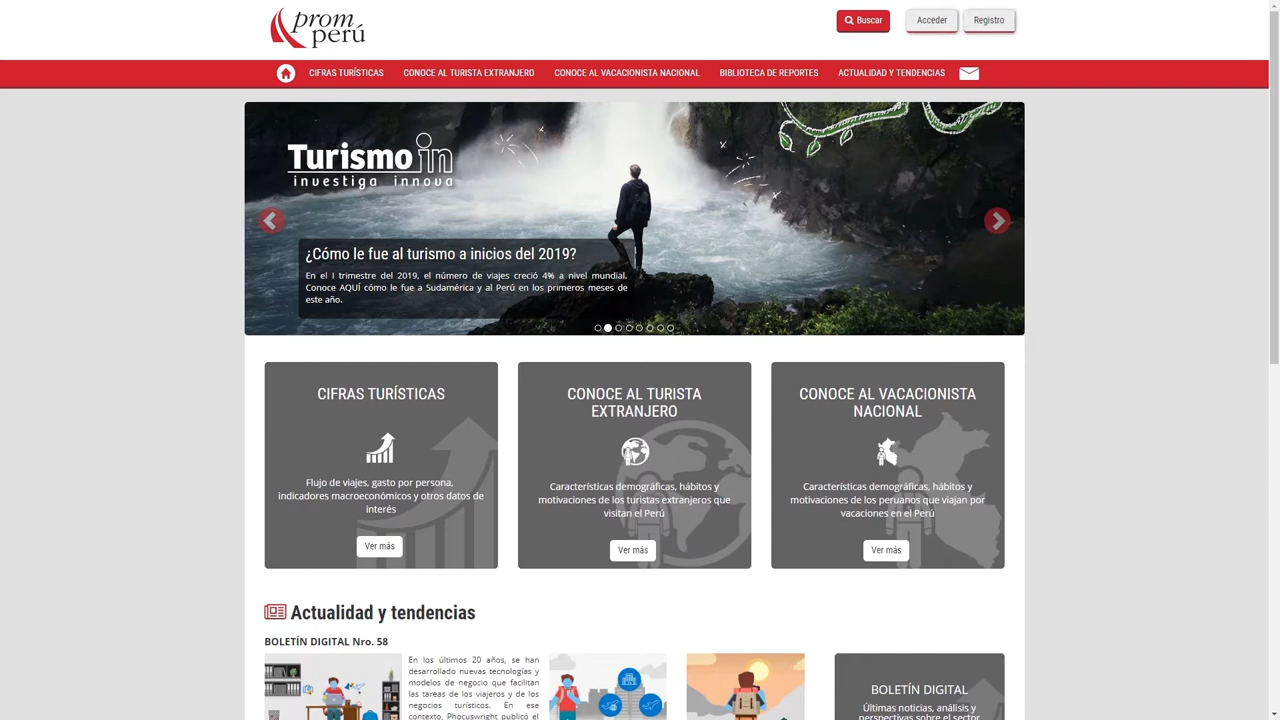 prom
perú
Buscar
Acceder
Registro
CIFRAS TURÍSTICAS
CONOCE AL TURISTA EXTRANJERO
CONOCE AL VACACIONISTA NACIONAL
BIBLIOTECA DE REPORTES
ACTUALIDAD Y TENDENCIAS
Turismo in
investiga innova
¿Cómo le fue al turismo a inicios del 2019?
En el I trimestre del 2019, el número de viajes creció 4% a nivel mundial.
Conoce AQUÍ cómo le fue a Sudamérica y al Perú en los primeros meses de
este año.
CIFRAS TURÍSTICAS
Flujo de viajes, gasto por persona,
indicadores macroeconómicos y otros datos de
interés
Ver más
CONOCE AL TURISTA
EXTRANJERO
Características demográficas, hábitos y
motivaciones de los turistas extranjeros que
visitan el Perú
Ver más
CONOCE AL VACACIONISTA
NACIONAL
Características demográficas, hábitos y
motivaciones de los peruanos que viajan por
vacaciones en el Perú
Ver más
Actualidad y tendencias
BOLETÍN DIGITAL Nro. 58
En los últimos 20 años, se han
desarrollado nuevas tecnologías y
modelos de negocio que facilitan
las tareas de los viajeros y de los
negocios turísticos. En ese
contexto, Phocuswright publicó el
BOLETÍN DIGITAL
Últimas noticias, análisis y
perspectivas sobre el sector